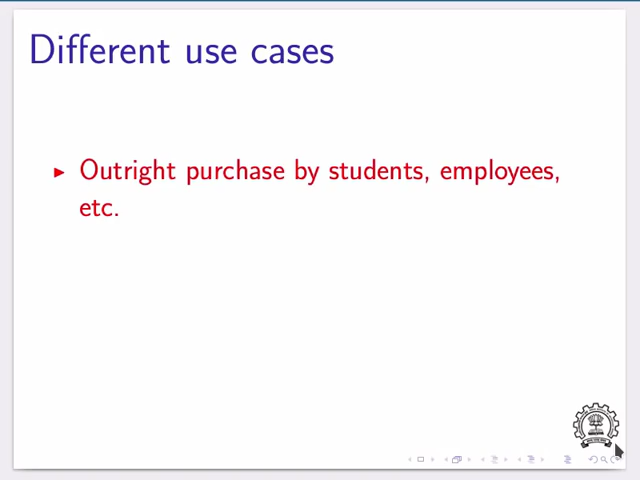 Different use cases
Outright purchase by students, employees,
etc.